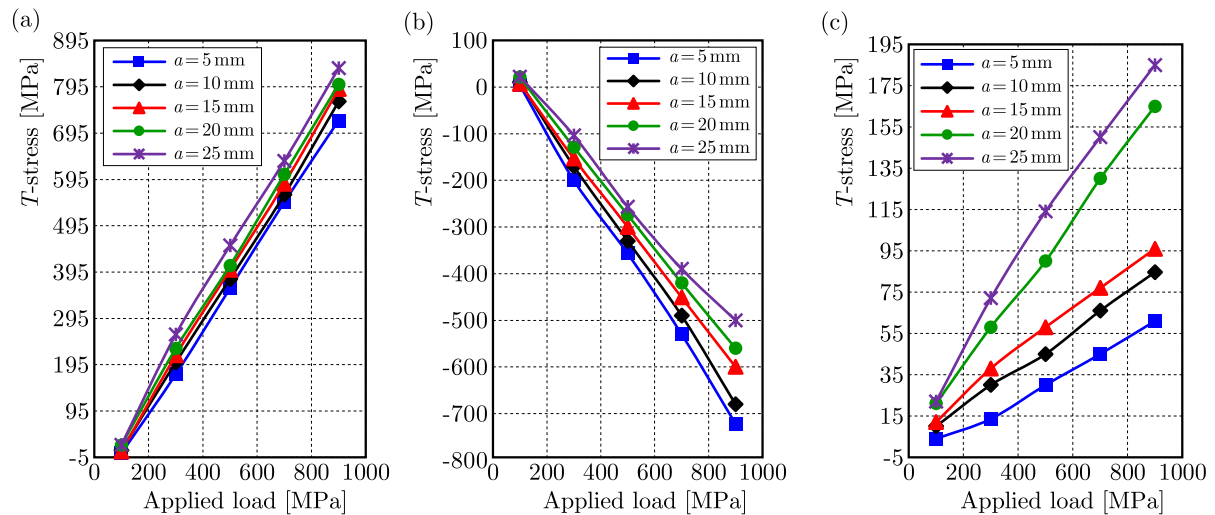 (a)
T-stress [MPa]
895
795
695
595
495
395
295
195
95
-5
a = 5 mm
a = 10 mm
a = 15 mm
a = 20 mm
a = 25 mm
0 200 400 600 800 1000
Applied load [MPa]
(b)
T-stress [MPa]
100
0
-100
-200
-300
-400
-500
-600
-700
-800
a = 5 mm
a = 10 mm
a = 15 mm
a = 20 mm
a = 25 mm
0 200 400 600 800 1000
Applied load [MPa]
(c)
T-stress [MPa]
195
175
155
135
115
95
75
55
35
15
-5
a = 5 mm
a = 10 mm
a = 15 mm
a = 20 mm
a = 25 mm
0 200 400 600 800 1000
Applied load [MPa]